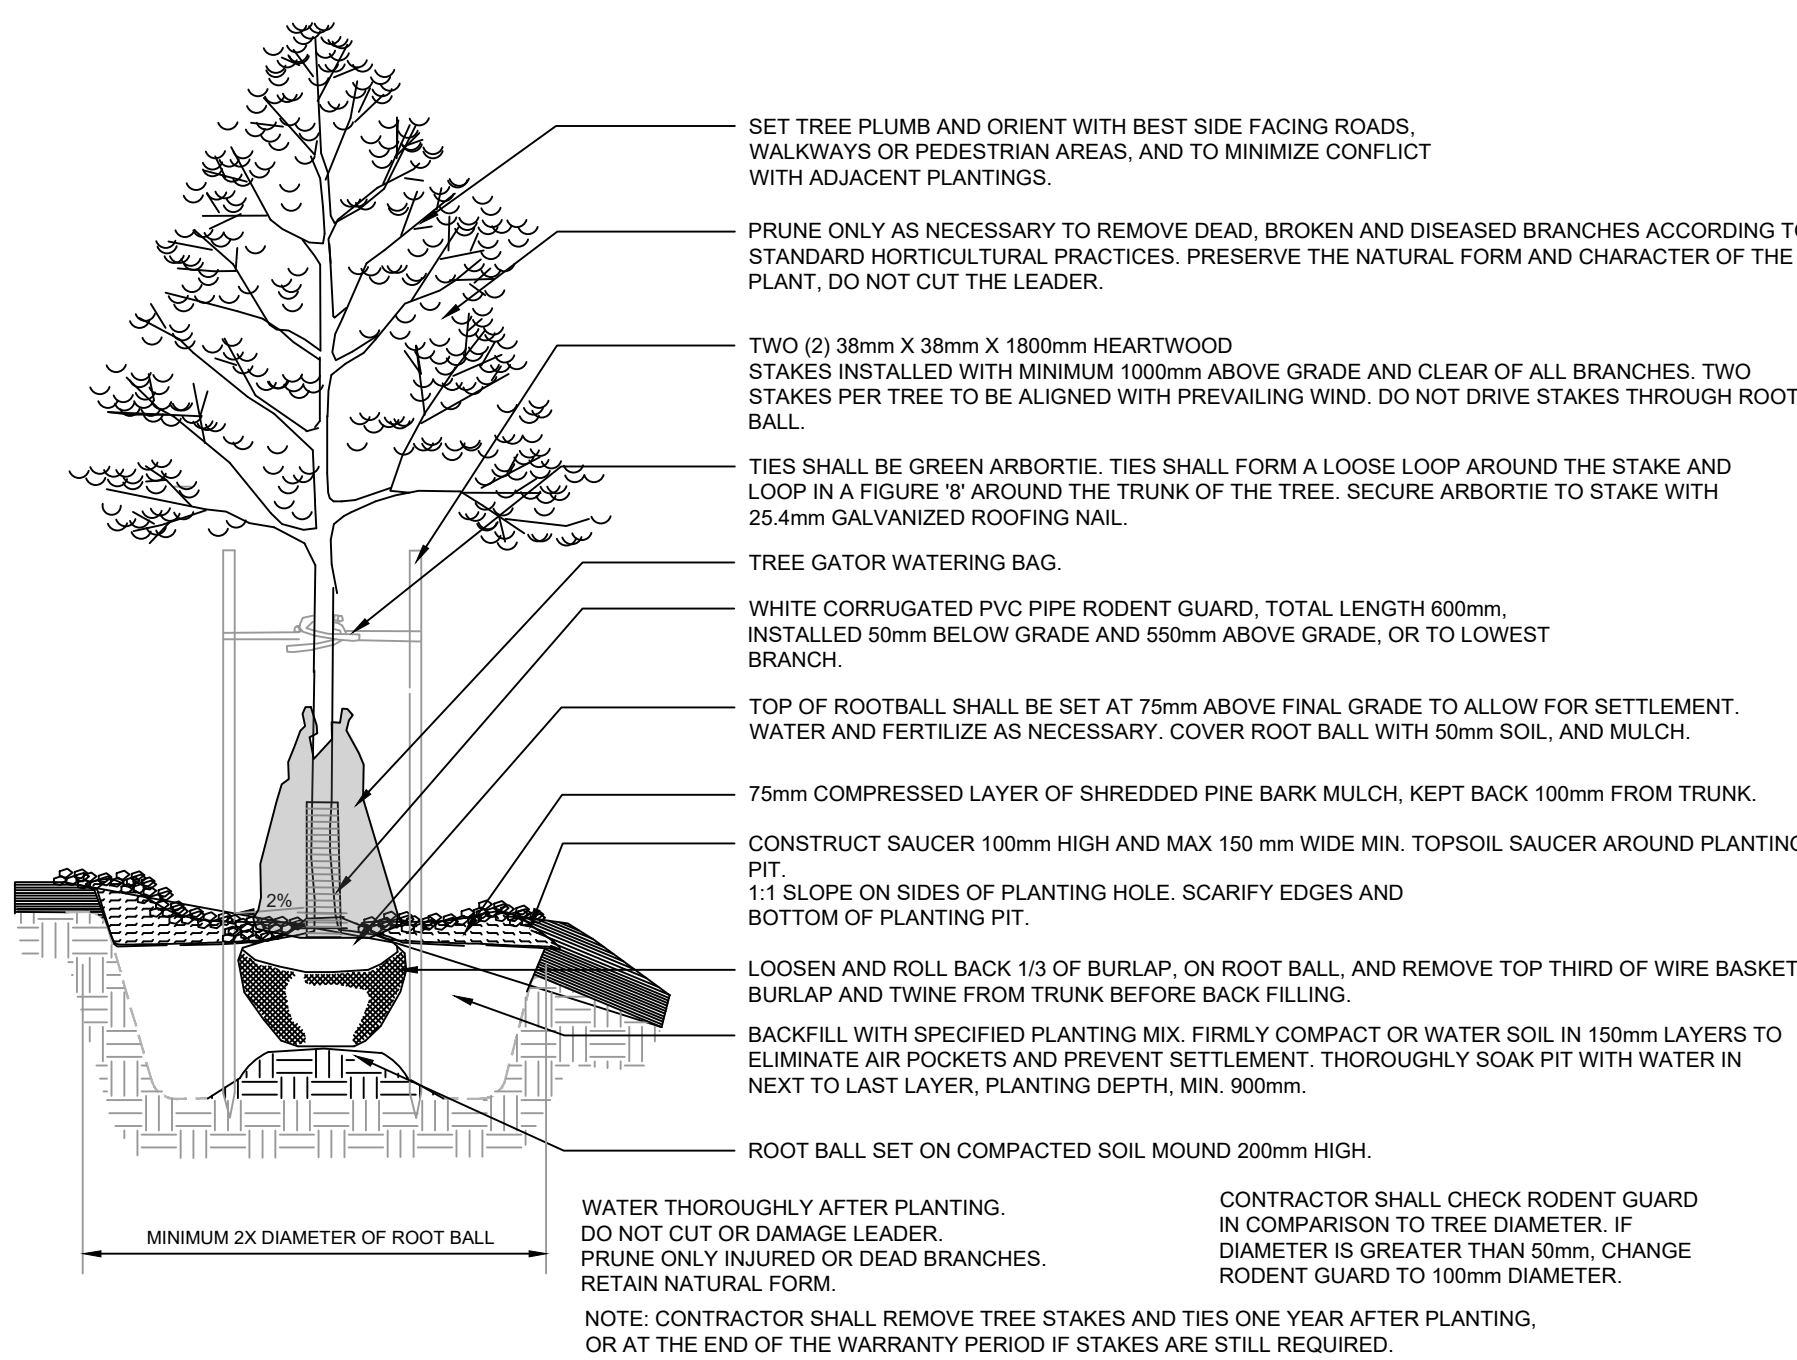 SET TREE PLUMB AND ORIENT WITH BEST SIDE FACING ROADS,
WALKWAYS OR PEDESTRIAN AREAS, AND TO MINIMIZE CONFLICT
WITH ADJACENT PLANTINGS.
PRUNE ONLY AS NECESSARY TO REMOVE DEAD, BROKEN AND DISEASED BRANCHES ACCORDING TO
STANDARD HORTICULTURAL PRACTICES. PRESERVE THE NATURAL FORM AND CHARACTER OF THE
PLANT, DO NOT CUT THE LEADER.
TWO (2) 38mm X 38mm X 1800mm HEARTWOOD
STAKES INSTALLED WITH MINIMUM 1000mm ABOVE GRADE AND CLEAR OF ALL BRANCHES. TWO
STAKES PER TREE TO BE ALIGNED WITH PREVAILING WIND. DO NOT DRIVE STAKES THROUGH ROOT
BALL.
TIES SHALL BE GREEN ARBORTIE. TIES SHALL FORM A LOOSE LOOP AROUND THE STAKE AND
LOOP IN A FIGURE '8' AROUND THE TRUNK OF THE TREE. SECURE ARBORTIE TO STAKE WITH
25.4mm GALVANIZED ROOFING NAIL.
TREE GATOR WATERING BAG.
WHITE CORRUGATED PVC PIPE RODENT GUARD, TOTAL LENGTH 600mm,
INSTALLED 50mm BELOW GRADE AND 550mm ABOVE GRADE, OR TO LOWEST
BRANCH.
TOP OF ROOTBALL SHALL BE SET AT 75mm ABOVE FINAL GRADE TO ALLOW FOR SETTLEMENT.
WATER AND FERTILIZE AS NECESSARY. COVER ROOT BALL WITH 50mm SOIL, AND MULCH.
75mm COMPRESSED LAYER OF SHREDDED PINE BARK MULCH, KEPT BACK 100mm FROM TRUNK.
CONSTRUCT SAUCER 100mm HIGH AND MAX 150 mm WIDE MIN. TOPSOIL SAUCER AROUND PLANTING
PIT.
1:1 SLOPE ON SIDES OF PLANTING HOLE. SCARIFY EDGES AND
BOTTOM OF PLANTING PIT.
2%
LOOSEN AND ROLL BACK 1/3 OF BURLAP, ON ROOT BALL, AND REMOVE TOP THIRD OF WIRE BASKET
BURLAP AND TWINE FROM TRUNK BEFORE BACK FILLING.
BACKFILL WITH SPECIFIED PLANTING MIX. FIRMLY COMPACT OR WATER SOIL IN 150mm LAYERS TO
ELIMINATE AIR POCKETS AND PREVENT SETTLEMENT. THOROUGHLY SOAK PIT WITH WATER IN
NEXT TO LAST LAYER, PLANTING DEPTH, MIN. 900mm.
ROOT BALL SET ON COMPACTED SOIL MOUND 200mm HIGH.
MINIMUM 2X DIAMETER OF ROOT BALL
WATER THOROUGHLY AFTER PLANTING.
DO NOT CUT OR DAMAGE LEADER.
PRUNE ONLY INJURED OR DEAD BRANCHES.
RETAIN NATURAL FORM.
CONTRACTOR SHALL CHECK RODENT GUARD
IN COMPARISON TO TREE DIAMETER. IF
DIAMETER IS GREATER THAN 50mm, CHANGE
RODENT GUARD TO 100mm DIAMETER.
NOTE: CONTRACTOR SHALL REMOVE TREE STAKES AND TIES ONE YEAR AFTER PLANTING,
OR AT THE END OF THE WARRANTY PERIOD IF STAKES ARE STILL REQUIRED.